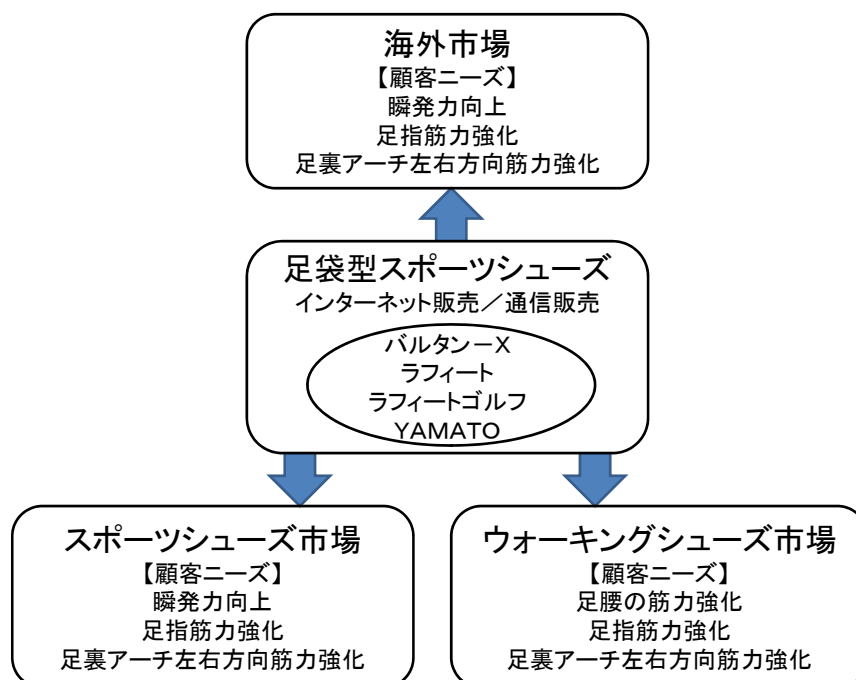 海外市場
【顧客ニーズ】
瞬発力向上
足指筋力強化
足裏アーチ左右方向筋力強化
足袋型スポーツシューズ
インターネット販売／通信販売
バルタン－X
ラフィート
ラフィートゴルフ
YAMATO
スポーツシューズ市場
【顧客ニーズ】
瞬発力向上
足指筋力強化
足裏アーチ左右方向筋力強化
ウォーキングシューズ市場
【顧客ニーズ】
足腰の筋力強化
足指筋力強化
足裏アーチ左右方向筋力強化